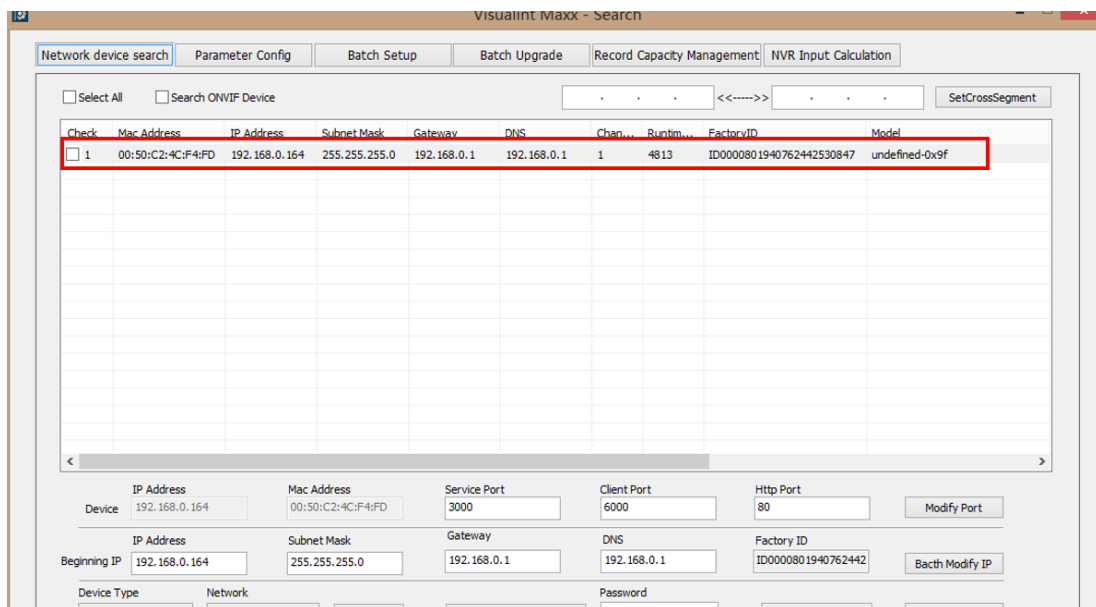 Visualint Maxx - Search
Network device search Parameter Config Batch Setup Batch Upgrade Record Capacity Management NVR Input Calculation
Select All Search ONVIF Device . . . <<----->> . . . SetCrossSegment
Check Mac Address IP Address Subnet Mask Gateway DNS Chan... Runtim... FactoryID Model
1 00:50:C2:4C:F4:FD 192.168.0.164 255.255.255.0 192.168.0.1 192.168.0.1 1 4813 ID0000801940762442530847 undefined-0x9f
IP Address Mac Address Service Port Client Port Http Port
Device 192.168.0.164 00:50:C2:4C:F4:FD 3000 6000 80 Modify Port
IP Address Subnet Mask Gateway DNS Factory ID
Beginning IP 192.168.0.164 255.255.255.0 192.168.0.1 192.168.0.1 ID0000801940762442 Bacth Modify IP
Device Type Network Password